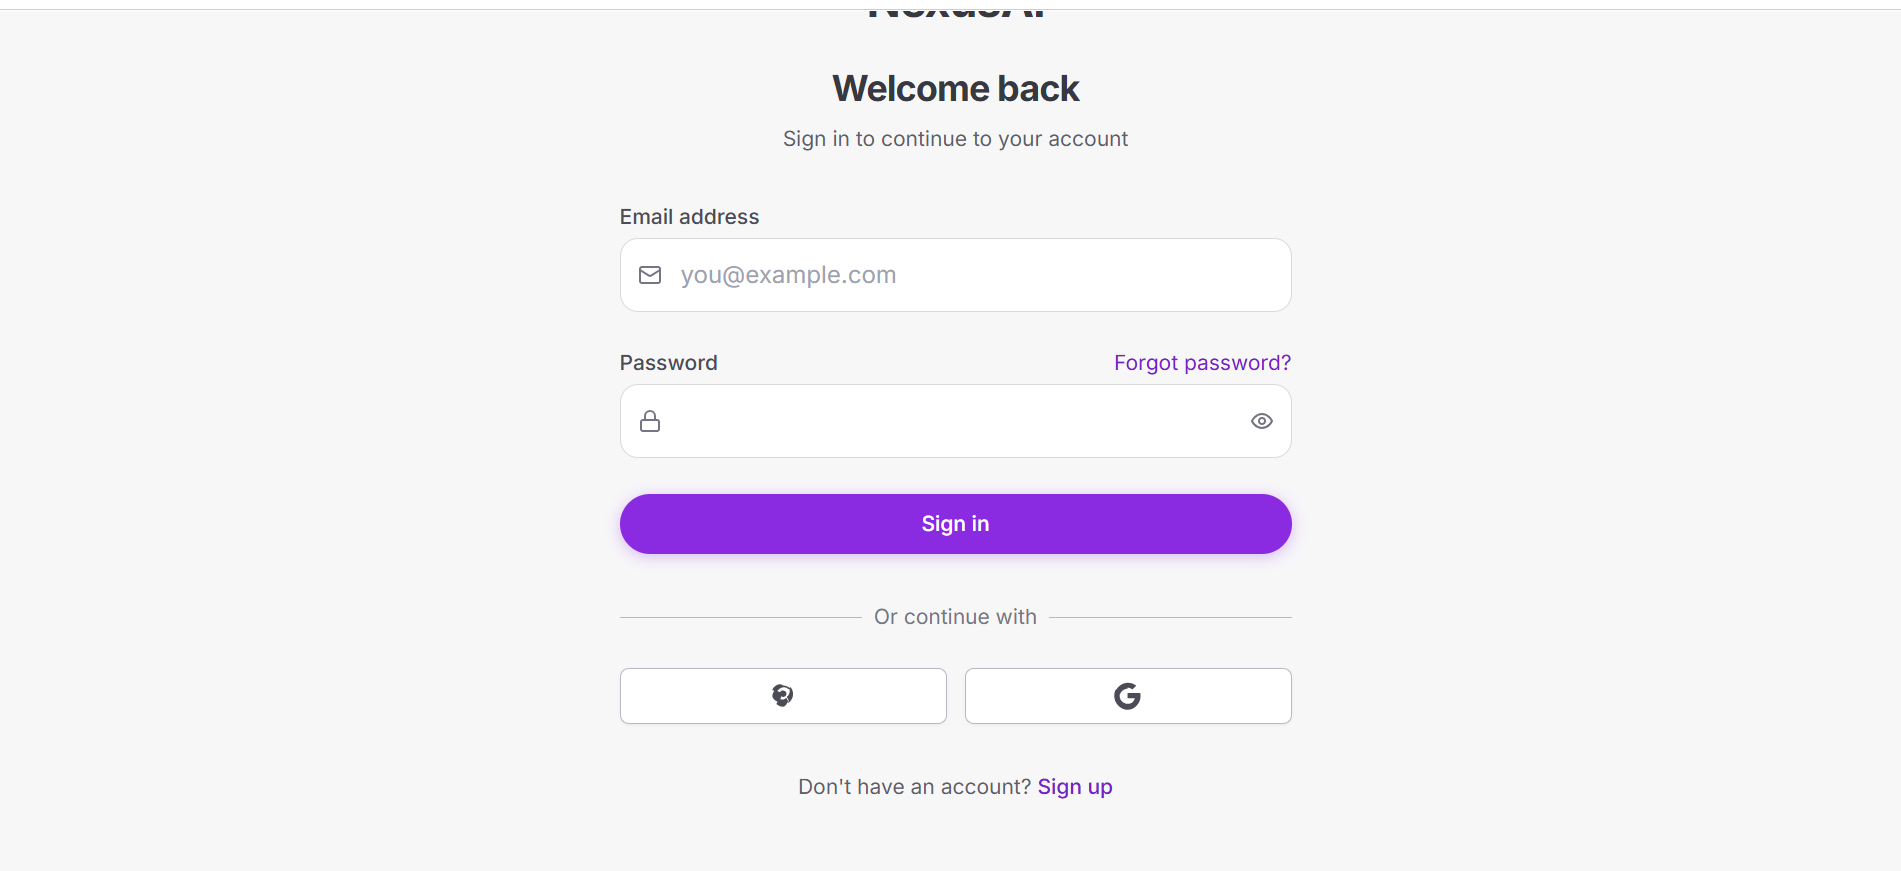 NexusAI
Welcome back
Sign in to continue to your account
Email address
you@example.com
Password
Forgot password?
Sign in
Or continue with
Don't have an account? Sign up